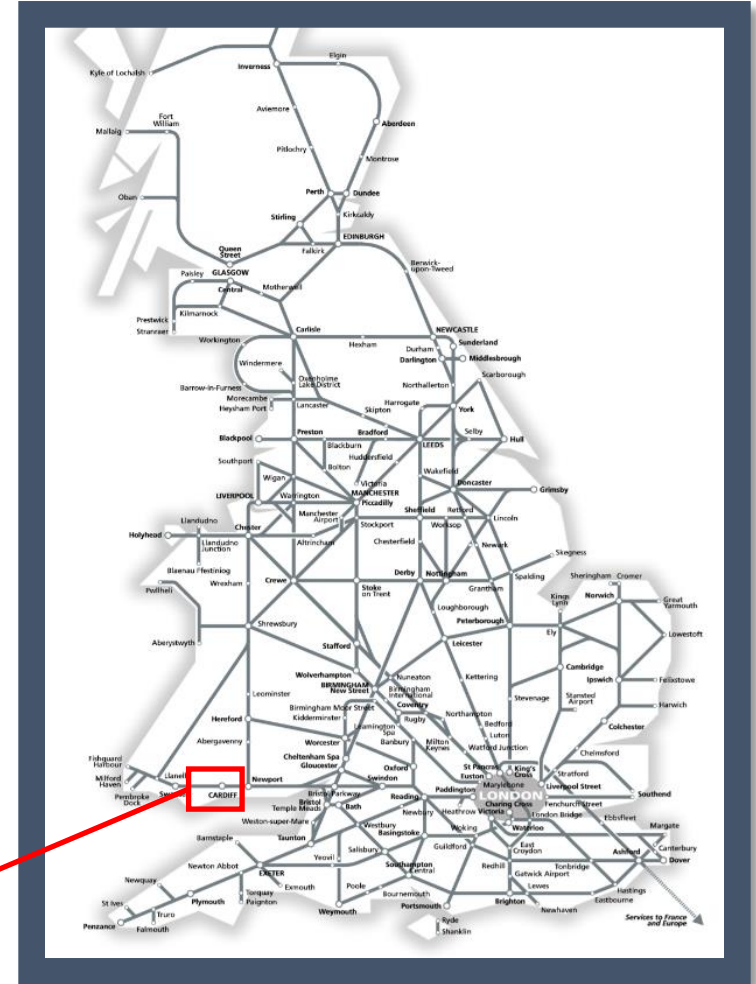 Elgin
Inverness
Kyle of Lochalsh
Aviemore
Fort
William
Aberdeen
Mallaig
Pitlochry
Montrose
Perth
Dundee
Oban
Stirling
Kirkcaldy
EDINBURGH
Queen
Street
Falkirk
Berwick-
upon-Tweed
GLASGOW
Paisley
Central
Motherwell
Prestwick
Kilmarnock
Stranraer
Carlisle
NEWCASTLE
Workington
Hexham
Sunderland
Durham
Darlington
Middlesbrough
Windermere
Scarborough
Oxenholme
Lake District
Northallerton
Barrow-in-Furness
Morecambe
Heysham Port
Lancaster
Harrogate
York
Skipton
Blackpool
Preston
Bradford
LEEDS
Selby
Hull
Blackburn
Huddersfield
Southport
Bolton
Wakefield
Wigan
Victoria
MANCHESTER
Piccadilly
Doncaster
Grimsby
LIVERPOOL
Warrington
Manchester
Airport
Sheffield
Retford
Lincoln
Llandudno
Chester
Stockport
Worksop
Holyhead
Llandudno
Junction
Altrincham
Chesterfield
Newark
Skegness
Blaenau Ffestiniog
Wrexham
Crewe
Stoke
on Trent
Derby
Nottingham
Grantham
Spalding
Sheringham
Cromer
Pwllheli
Kings
Lynn
Norwich
Great
Yarmouth
Loughborough
Peterborough
Shrewsbury
Ely
Lowestoft
Aberystwyth
Stafford
Leicester
Wolverhampton
Cambridge
BIRMINGHAM
New Street
Nuneaton
Birmingham
International
Kettering
Ipswich
Felixstowe
Leominster
Coventry
Stevenage
Stansted
Airport
Birmingham Moor Street
Kidderminster
Rugby
Northampton
Harwich
Hereford
Leamington
Spa
Bedford
Colchester
Abergavenny
Worcester
Banbury
Milton
Keynes
Luton
Watford Junction
Chelmsford
Cheltenham Spa
Gloucester
Oxford
St Pancras
King's
Cross
Euston
Stratford
Fishguard
Harbour
Marylebone
Milford
Haven
Newport
Swindon
Paddington
LONDON
Liverpool Street
Pembroke
Dock
CARDIFF
Bristol Parkway
Reading
Charing Cross
Fenchurch Street
Southend
Bristol
Temple Meads
Bath
Newbury
Heathrow
Victoria
London Bridge
Ebbsfleet
Weston-super-Mare
Westbury
Basingstoke
Woking
Waterloo
Margate
Barnstaple
Taunton
Salisbury
Guildford
East
Croydon
Canterbury
Newton Abbot
Yeovil
Southampton
Central
Redhill
Tonbridge
Ashford
Dover
EXETER
Gatwick Airport
Newquay
Exmouth
Poole
Lewes
Hastings
St Ives
Plymouth
Torquay
Paignton
Bournemouth
Eastbourne
Truro
Weymouth
Portsmouth
Brighton
Newhaven
Penzance
Falmouth
Ryde
Shanklin
Services to France
and Europe